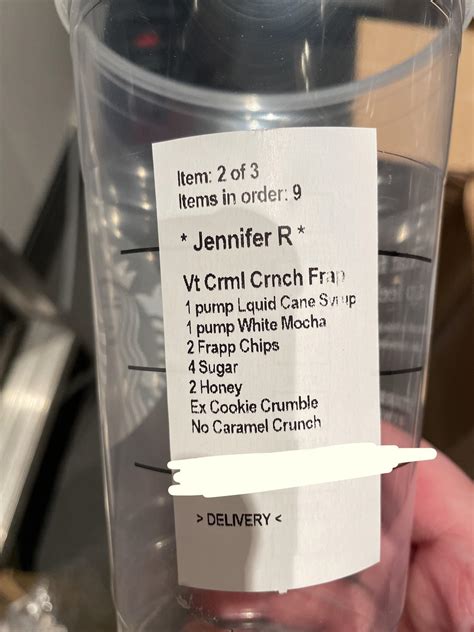 Item: 2 of 3
Items in order: 9
* Jennifer R *
Vt Crml Crnch Frap
1 pump Lquid Cane Syrup
1 pump White Mocha
2 Frapp Chips
4 Sugar
2 Honey
Ex Cookie Crumble
No Caramel Crunch
> DELIVERY <